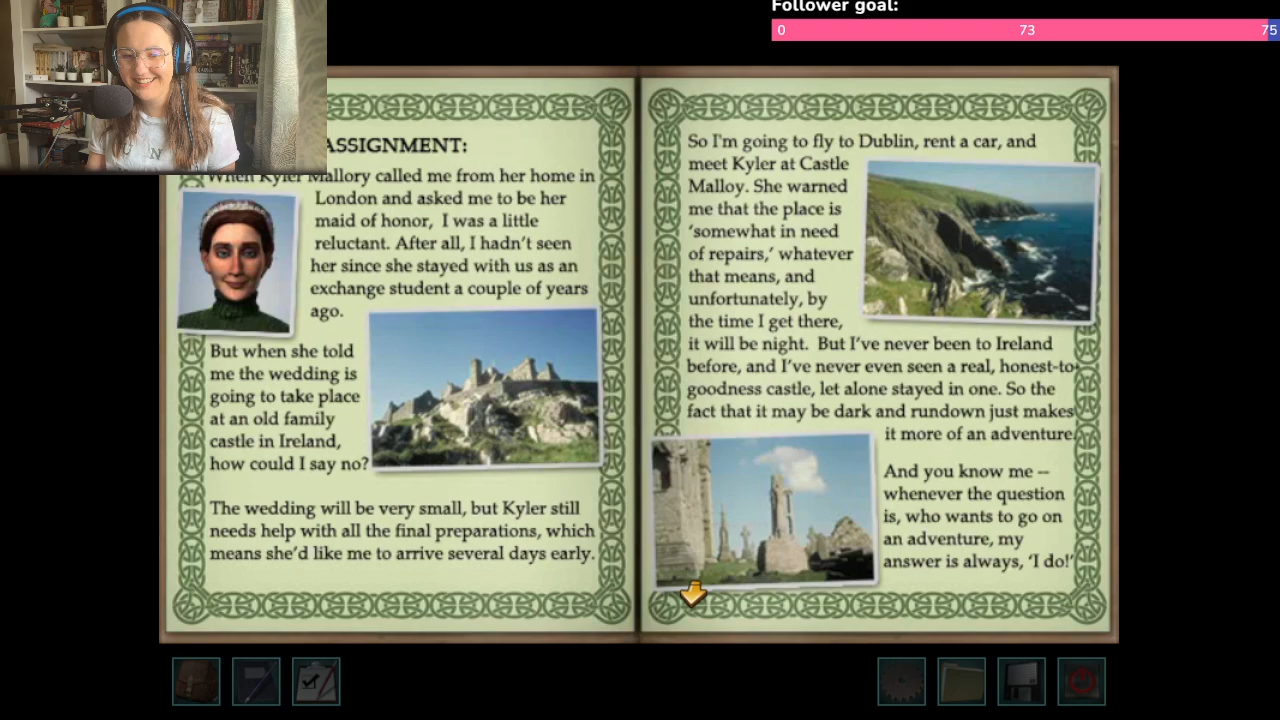 Follower goal:
0 73 75
ASSIGNMENT:
When Kyler Mallory called me from her home in
London and asked me to be her
maid of honor, I was a little
reluctant. After all, I hadn't seen
her since she stayed with us as an
exchange student a couple of years
ago.
But when she told
me the wedding is
going to take place
at an old family
castle in Ireland,
how could I say no?
The wedding will be very small, but Kyler still
needs help with all the final preparations, which
means she'd like me to arrive several days early.
So I'm going to fly to Dublin, rent a car, and
meet Kyler at Castle
Malloy. She warned
me that the place is
'somewhat in need
of repairs,' whatever
that means, and
unfortunately, by
the time I get there,
it will be night. But I've never been to Ireland
before, and I've never even seen a real, honest-to-
goodness castle, let alone stayed in one. So the
fact that it may be dark and rundown just makes
it more of an adventure.
And you know me --
whenever the question
is, who wants to go on
an adventure, my
answer is always, 'I do!'